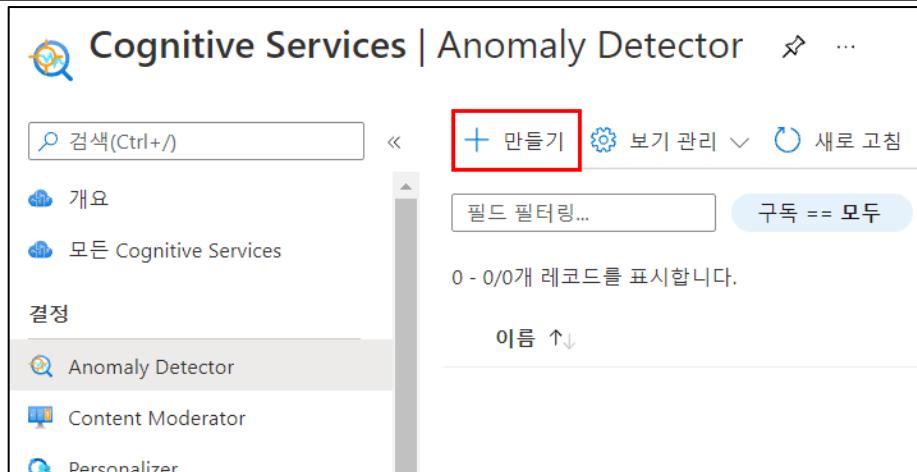 Cognitive Services | Anomaly Detector
검색(Ctrl+/)
만들기 보기 관리 새로 고침
개요
필드 필터링... 구독 == 모두
모든 Cognitive Services
0 - 0/0개 레코드를 표시합니다.
결정
이름
Anomaly Detector
Content Moderator
Personalizer